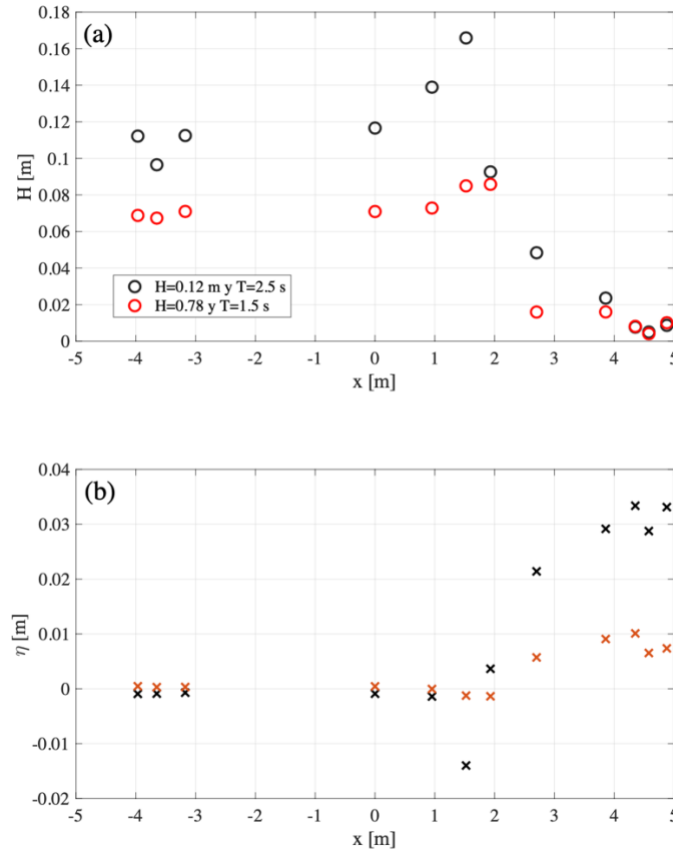 (a)
0.18
0.16
0.14
0.12
0.1
0.08
0.06
0.04
0.02
0
H [m]
H=0.12 m y T=2.5 s
H=0.78 y T=1.5 s
-5 -4 -3 -2 -1 0 1 2 3 4 5
x [m]
(b)
0.04
0.03
0.02
0.01
0
-0.01
-0.02
η [m]
-5 -4 -3 -2 -1 0 1 2 3 4 5
x [m]